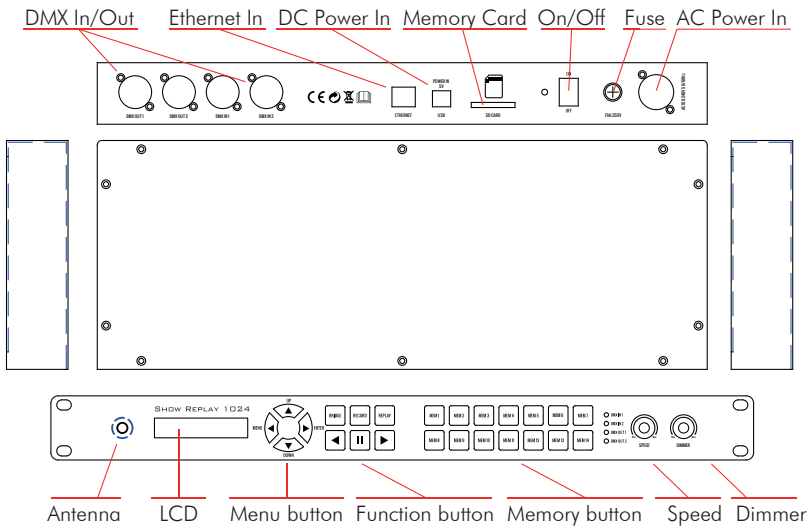 DMX In/Out Ethernet In DC Power In Memory Card On/Off Fuse AC Power In
POWER IN
5V
ON
DMX OUT 1 DMX OUT 2 DMX IN 1 DMX IN 2
CE
ETHERNET USB SD CARD OFF F1AL250V
SHOW REPLAY 1024
UP
MENU ENTER
DOWN
BRIDGE RECORD REPLAY
MEM 1 MEM 2 MEM 3 MEM 4 MEM 5 MEM 6 MEM 7
MEM 8 MEM 9 MEM 10 MEM 11 MEM 12 MEM 13 MEM 14
DMX IN 1
DMX IN 2
DMX OUT 1
DMX OUT 2
SPEED DIMMER
Antenna LCD Menu button Function button Memory button Speed Dimmer